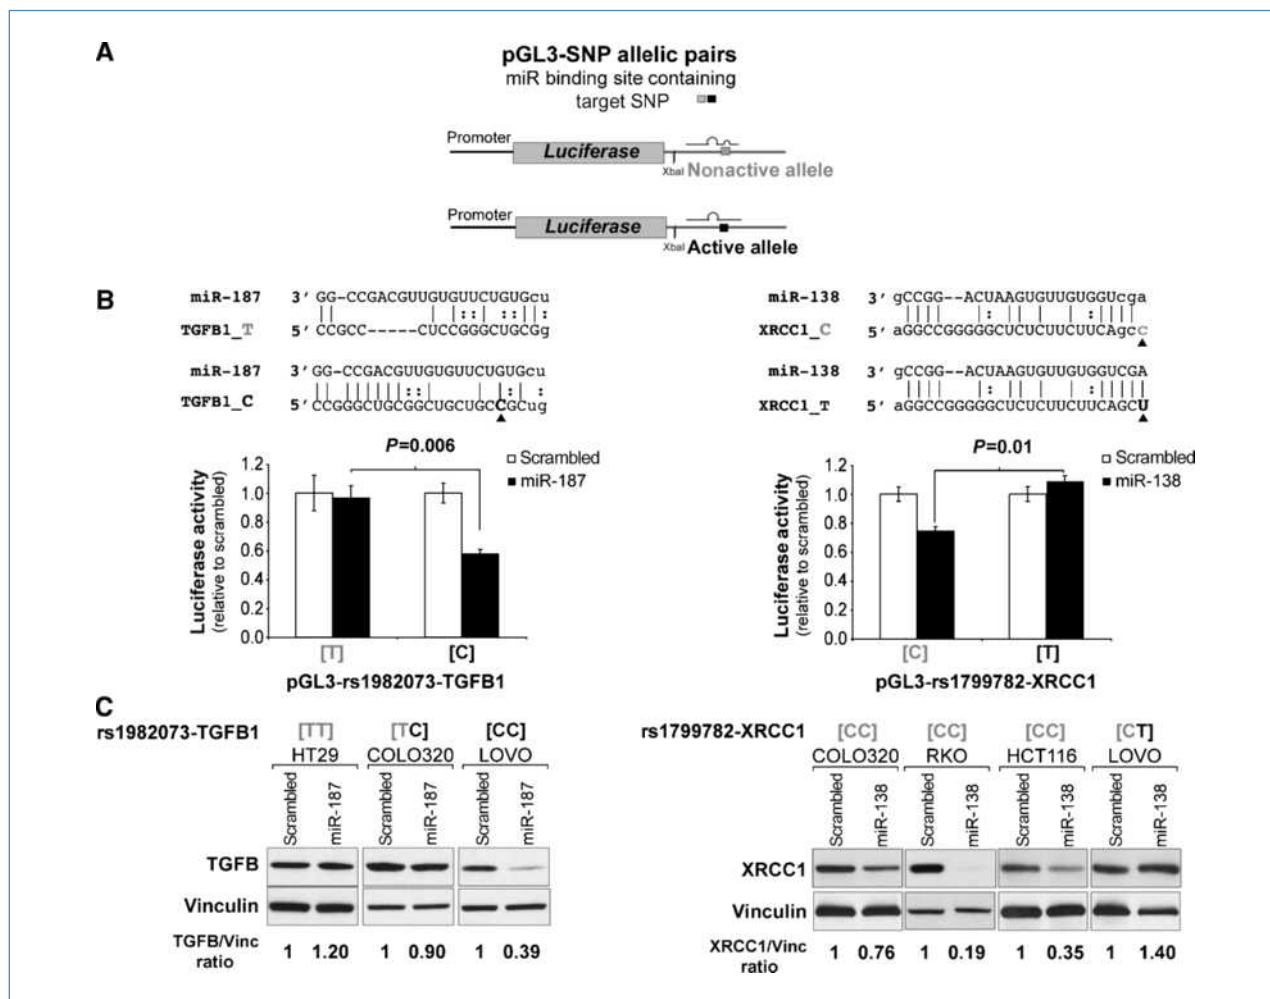 A
pGL3-SNP allelic pairs
miR binding site containing
target SNP
Promoter
Luciferase
XbaI
Nonactive allele
Promoter
Luciferase
XbaI
Active allele
B
miR-187 3' GG-CCGACGUUGUGUUCUGUGcu
TGFB1_T 5' CCGCC-----CUCCGGGCUGCGg
miR-187 3' GG-CCGACGUUGUGUUCUGUGcu
TGFB1_C 5' CCGGGCUGCGGCUGCUGCCGCug
P=0.006
Scrambled
miR-187
Luciferase activity
(relative to scrambled)
1.2
1.0
0.8
0.6
0.4
0.2
0.0
[T] [C]
pGL3-rs1982073-TGFB1
miR-138 3' gCCGG--ACUAAGUGUUGUGGUcga
XRCC1_C 5' aGGCCGGGGGCUCUCUUCUUCAgcc
miR-138 3' gCCGG--ACUAAGUGUUGUGGUCGA
XRCC1_T 5' aGGCCGGGGGCUCUCUUCUUCAGCU
P=0.01
Scrambled
miR-138
Luciferase activity
(relative to scrambled)
1.2
1.0
0.8
0.6
0.4
0.2
0.0
[C] [T]
pGL3-rs1799782-XRCC1
C
rs1982073-TGFB1 [TT] [TC] [CC]
HT29 COLO320 LOVO
Scrambled miR-187 Scrambled miR-187 Scrambled miR-187
TGFB
Vinculin
TGFB/Vinc
ratio
1 1.20 1 0.90 1 0.39
rs1799782-XRCC1 [CC] [CC] [CC] [CT]
COLO320 RKO HCT116 LOVO
Scrambled miR-138 Scrambled miR-138 Scrambled miR-138 Scrambled miR-138
XRCC1
Vinculin
XRCC1/Vinc
ratio
1 0.76 1 0.19 1 0.35 1 1.40